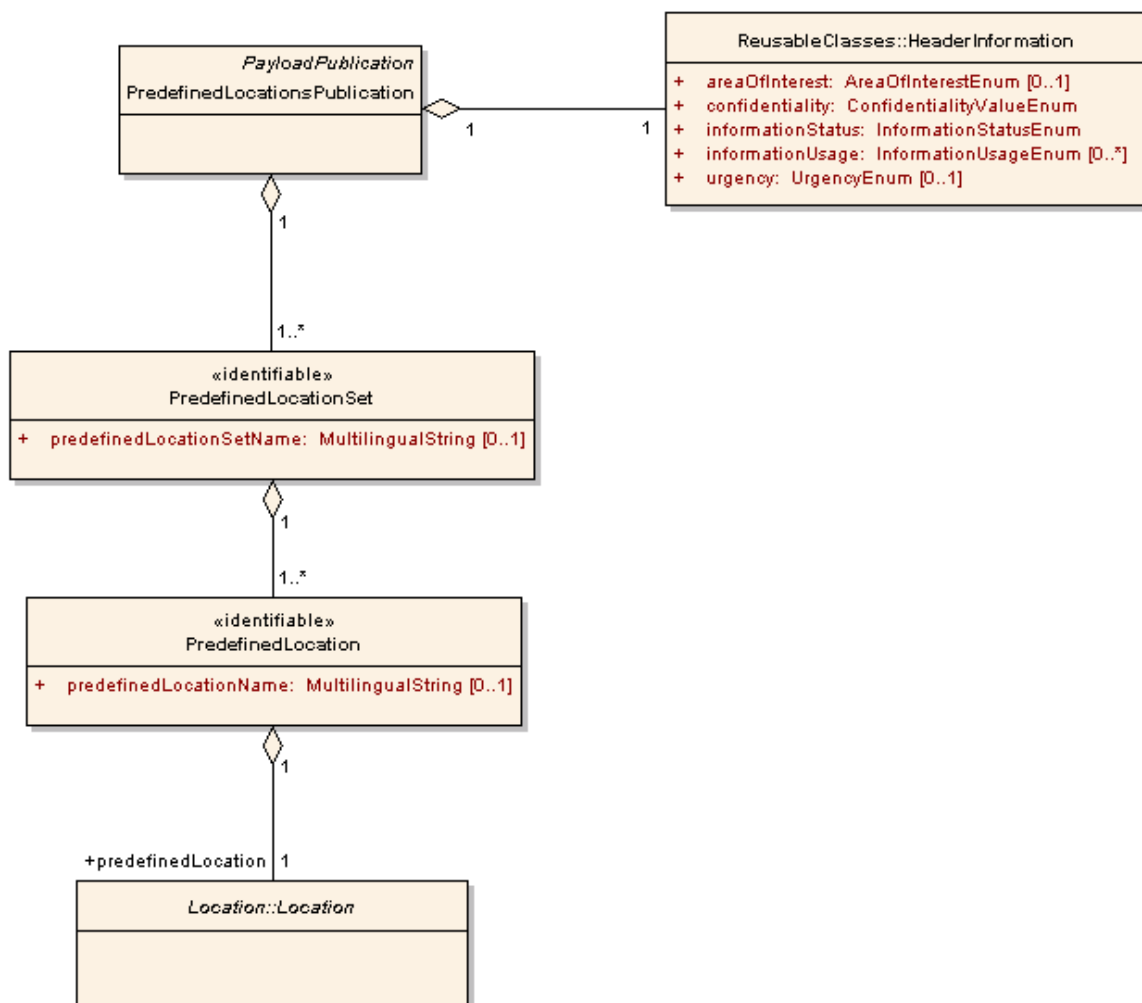 PayloadPublication
PredefinedLocationsPublication
1
1
ReusableClasses::HeaderInformation
+ areaOfInterest: AreaOfInterestEnum [0..1]
+ confidentiality: ConfidentialityValueEnum
+ informationStatus: InformationStatusEnum
+ informationUsage: InformationUsageEnum [0..*]
+ urgency: UrgencyEnum [0..1]
1
1..*
«identifiable»
PredefinedLocationSet
+ predefinedLocationSetName: MultilingualString [0..1]
1
1..*
«identifiable»
PredefinedLocation
+ predefinedLocationName: MultilingualString [0..1]
1
+predefinedLocation 1
Location::Location